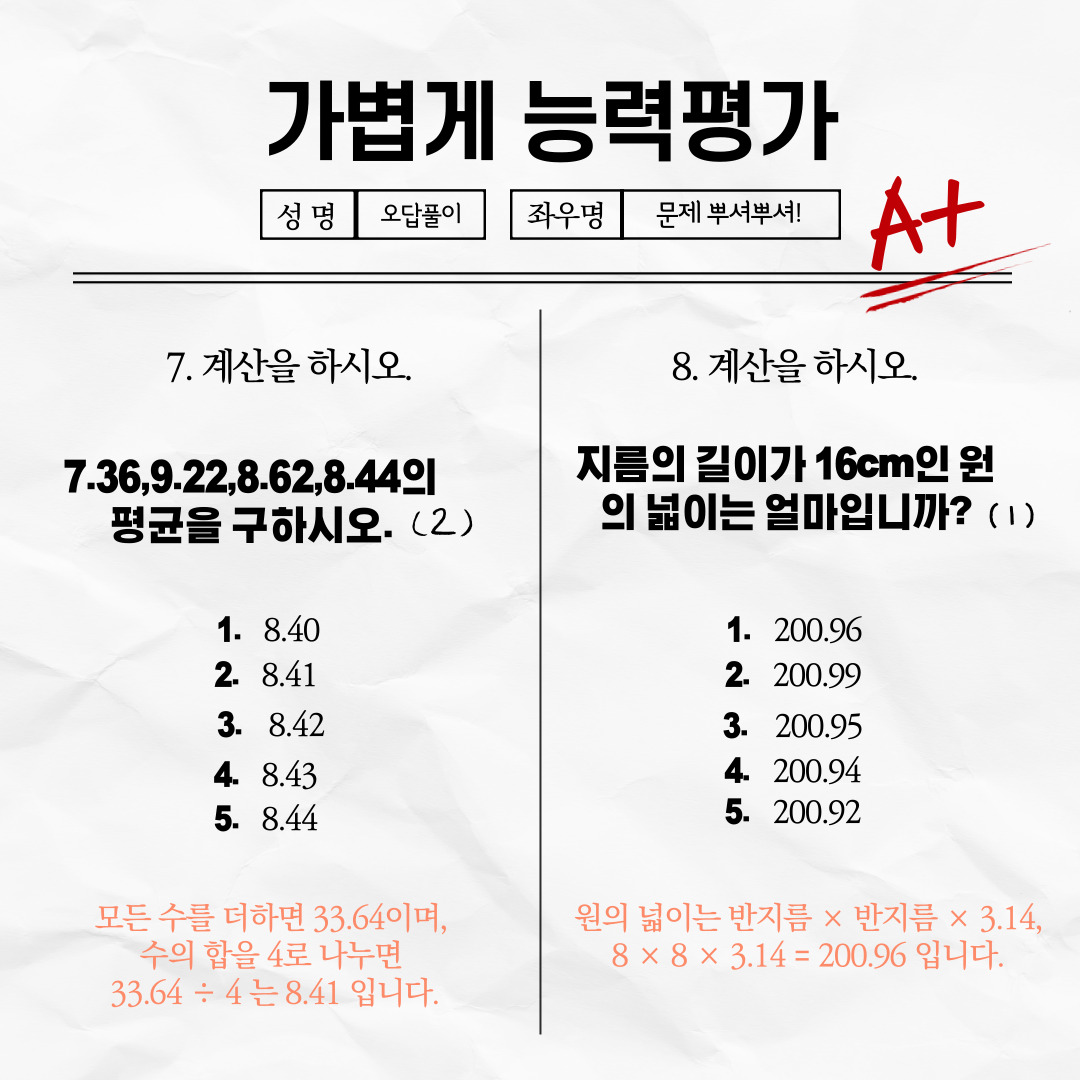 가볍게 능력평가
성 명 오답풀이 좌우명 문제 뿌셔뿌셔!
A+
7. 계산을 하시오.
7.36,9.22,8.62,8.44의
평균을 구하시오. (2)
1. 8.40
2. 8.41
3. 8.42
4. 8.43
5. 8.44
모든 수를 더하면 33.64이며,
수의 합을 4로 나누면
33.64 ÷ 4 는 8.41 입니다.
8. 계산을 하시오.
지름의 길이가 16cm인 원
의 넓이는 얼마입니까? (1)
1. 200.96
2. 200.99
3. 200.95
4. 200.94
5. 200.92
원의 넓이는 반지름 × 반지름 × 3.14,
8 × 8 × 3.14 = 200.96 입니다.